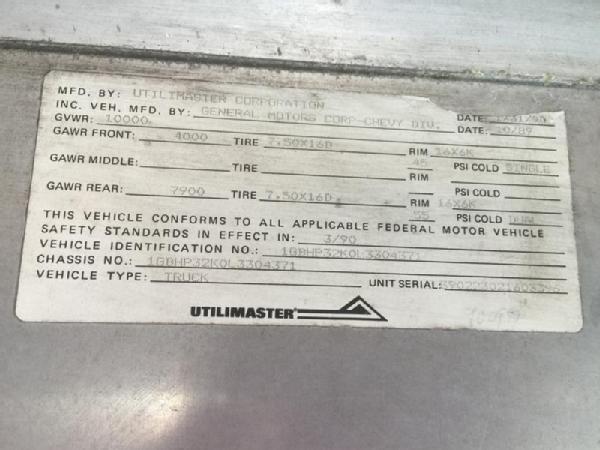 MFD. BY: UTILIMASTER CORPORATION
INC. VEH. MFD. BY: GENERAL MOTORS CORP-CHEVY DIV. DATE:
GVWR: 10000 DATE: 10/89
GAWR FRONT: 4000 TIRE 7.50X16D RIM 16X6K
45 PSI COLD SINGLE
GAWR MIDDLE: TIRE RIM
PSI COLD
GAWR REAR: 7900 TIRE 7.50X16D RIM 16X6K
55 PSI COLD DUAL
THIS VEHICLE CONFORMS TO ALL APPLICABLE FEDERAL MOTOR VEHICLE
SAFETY STANDARDS IN EFFECT IN: 3/90
VEHICLE IDENTIFICATION NO.: 1GBHP32K0L3304371
CHASSIS NO.: 1GBHP32K0L3304371
VEHICLE TYPE: TRUCK UNIT SERIAL:
UTILIMASTER